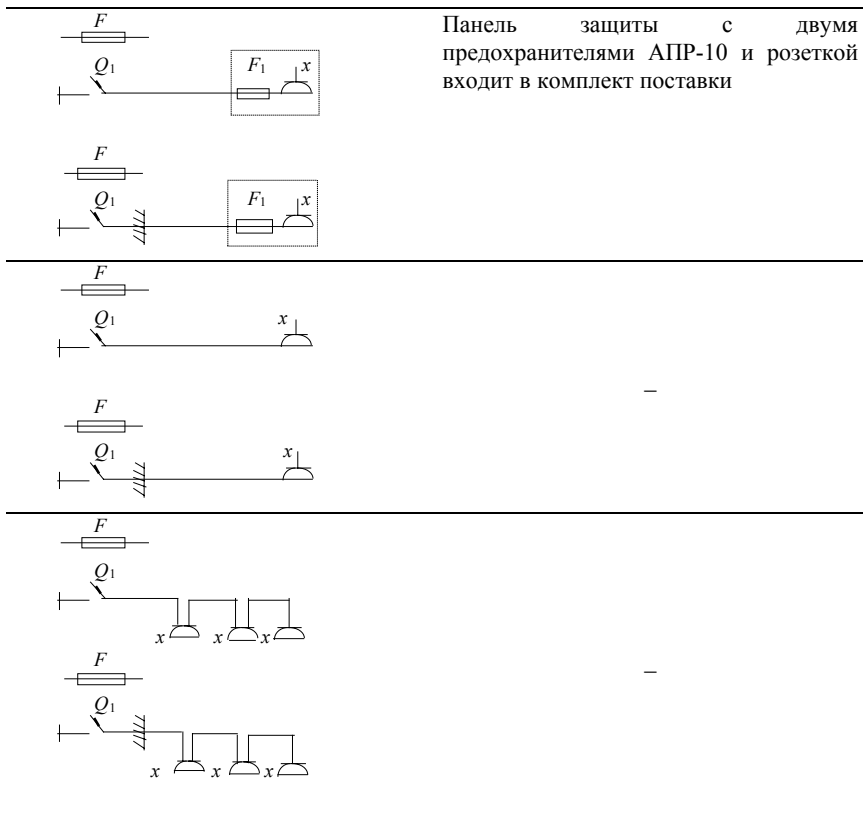 F
Панель защиты с двумя
Q1 F1 x предохранителями АПР-10 и розеткой
входит в комплект поставки
F
Q1 F1 x
F
Q1 x
–
F
Q1 x
F
Q1
x x x
F
–
Q1
x x x